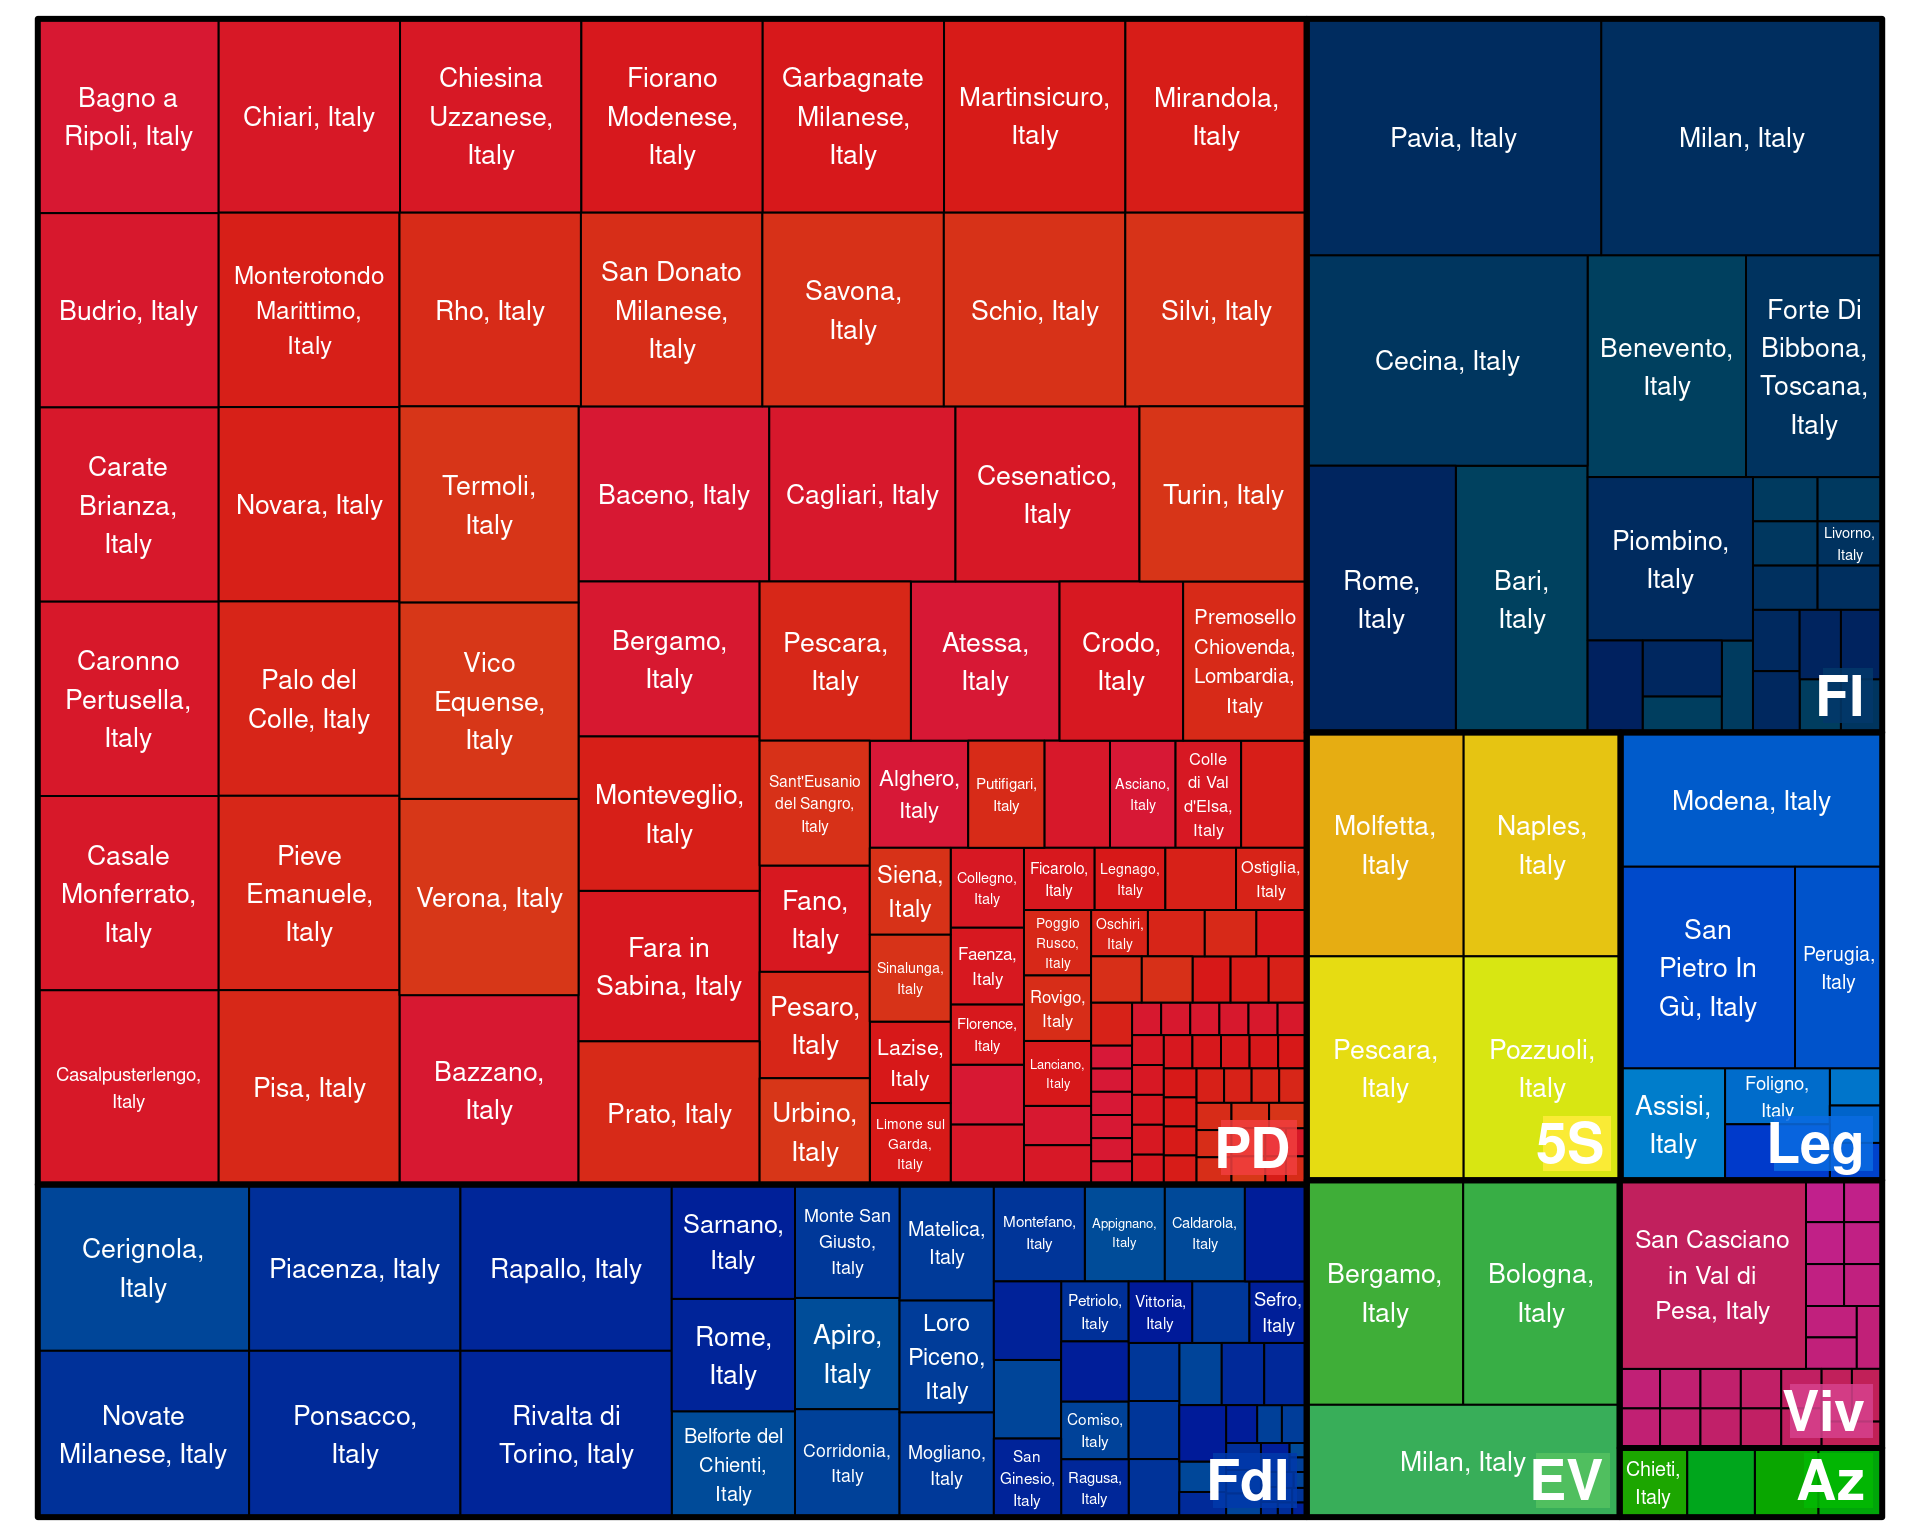 Bagno a
Ripoli, Italy
Chiari, Italy
Chiesina
Uzzanese,
Italy
Fiorano
Modenese,
Italy
Garbagnate
Milanese,
Italy
Martinsicuro,
Italy
Mirandola,
Italy
Budrio, Italy
Monterotondo
Marittimo,
Italy
Rho, Italy
San Donato
Milanese,
Italy
Savona,
Italy
Schio, Italy
Silvi, Italy
Carate
Brianza,
Italy
Novara, Italy
Termoli,
Italy
Baceno, Italy
Cagliari, Italy
Cesenatico,
Italy
Turin, Italy
Caronno
Pertusella,
Italy
Palo del
Colle, Italy
Vico
Equense,
Italy
Bergamo,
Italy
Pescara,
Italy
Atessa,
Italy
Crodo,
Italy
Premosello
Chiovenda,
Lombardia,
Italy
Casale
Monferrato,
Italy
Pieve
Emanuele,
Italy
Verona, Italy
Monteveglio,
Italy
Sant'Eusanio
del Sangro,
Italy
Alghero,
Italy
Putifigari,
Italy
Asciano,
Italy
Colle
di Val
d'Elsa,
Italy
Fara in
Sabina, Italy
Fano,
Italy
Siena,
Italy
Collegno,
Italy
Ficarolo,
Italy
Legnago,
Italy
Ostiglia,
Italy
Poggio
Rusco,
Italy
Oschiri,
Italy
Sinalunga,
Italy
Faenza,
Italy
Casalpusterlengo,
Italy
Pisa, Italy
Bazzano,
Italy
Prato, Italy
Pesaro,
Italy
Urbino,
Italy
Lazise,
Italy
Limone sul
Garda,
Italy
Florence,
Italy
Rovigo,
Italy
Lanciano,
Italy
PD
Pavia, Italy
Milan, Italy
Cecina, Italy
Benevento,
Italy
Forte Di
Bibbona,
Toscana,
Italy
Rome,
Italy
Bari,
Italy
Piombino,
Italy
Livorno,
Italy
FI
Molfetta,
Italy
Naples,
Italy
Pescara,
Italy
Pozzuoli,
Italy
5S
Modena, Italy
San
Pietro In
Gù, Italy
Perugia,
Italy
Assisi,
Italy
Foligno,
Italy
Leg
Cerignola,
Italy
Piacenza, Italy
Rapallo, Italy
Novate
Milanese, Italy
Ponsacco,
Italy
Rivalta di
Torino, Italy
Sarnano,
Italy
Rome,
Italy
Belforte del
Chienti,
Italy
Monte San
Giusto,
Italy
Apiro,
Italy
Corridonia,
Italy
Matelica,
Italy
Loro
Piceno,
Italy
Mogliano,
Italy
Montefano,
Italy
Appignano,
Italy
Caldarola,
Italy
Petriolo,
Italy
Vittoria,
Italy
Sefro,
Italy
Comiso,
Italy
San
Ginesio,
Italy
Ragusa,
Italy
FdI
Bergamo,
Italy
Bologna,
Italy
Milan, Italy
EV
San Casciano
in Val di
Pesa, Italy
Viv
Chieti,
Italy
Az